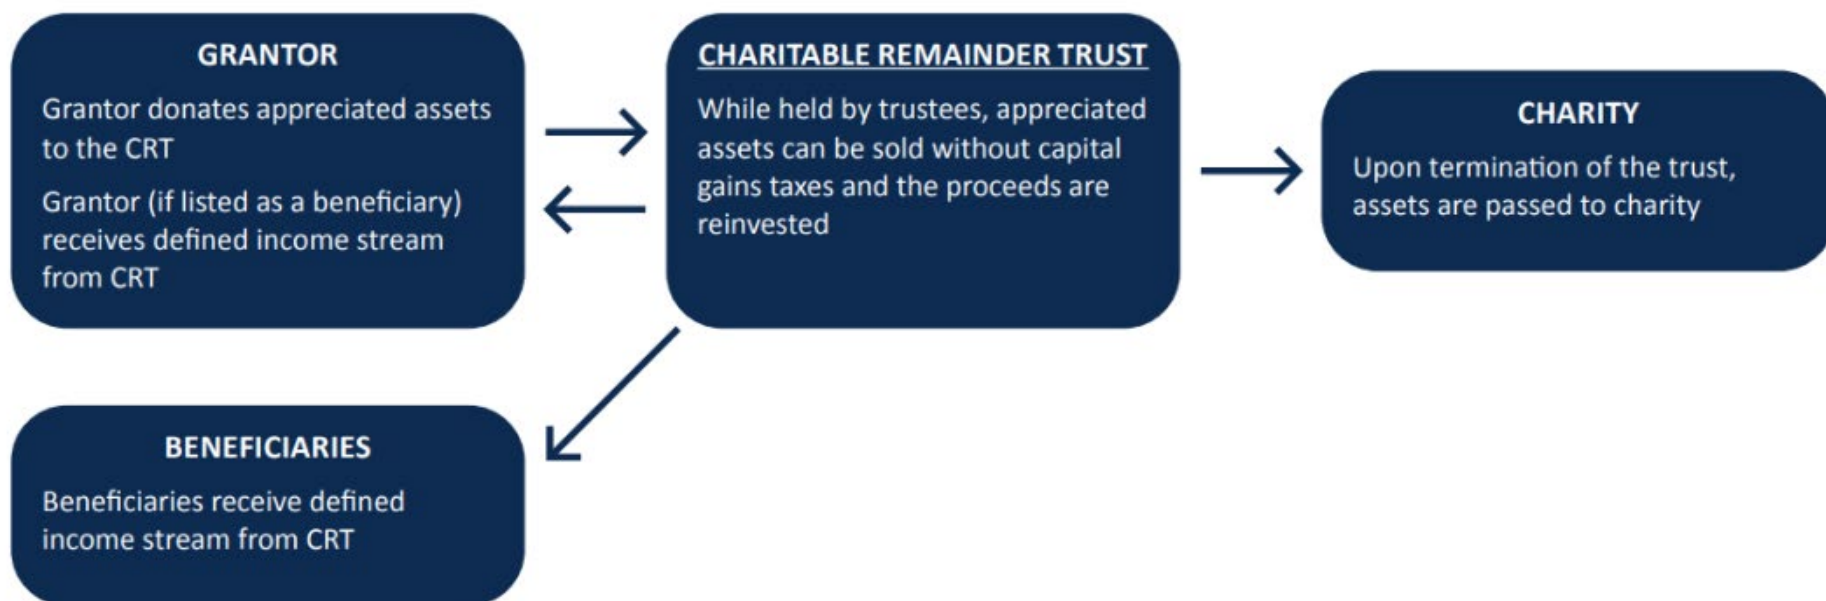 GRANTOR
Grantor donates appreciated assets
to the CRT
Grantor (if listed as a beneficiary)
receives defined income stream
from CRT
CHARITABLE REMAINDER TRUST
While held by trustees, appreciated
assets can be sold without capital
gains taxes and the proceeds are
reinvested
CHARITY
Upon termination of the trust,
assets are passed to charity
BENEFICIARIES
Beneficiaries receive defined
income stream from CRT